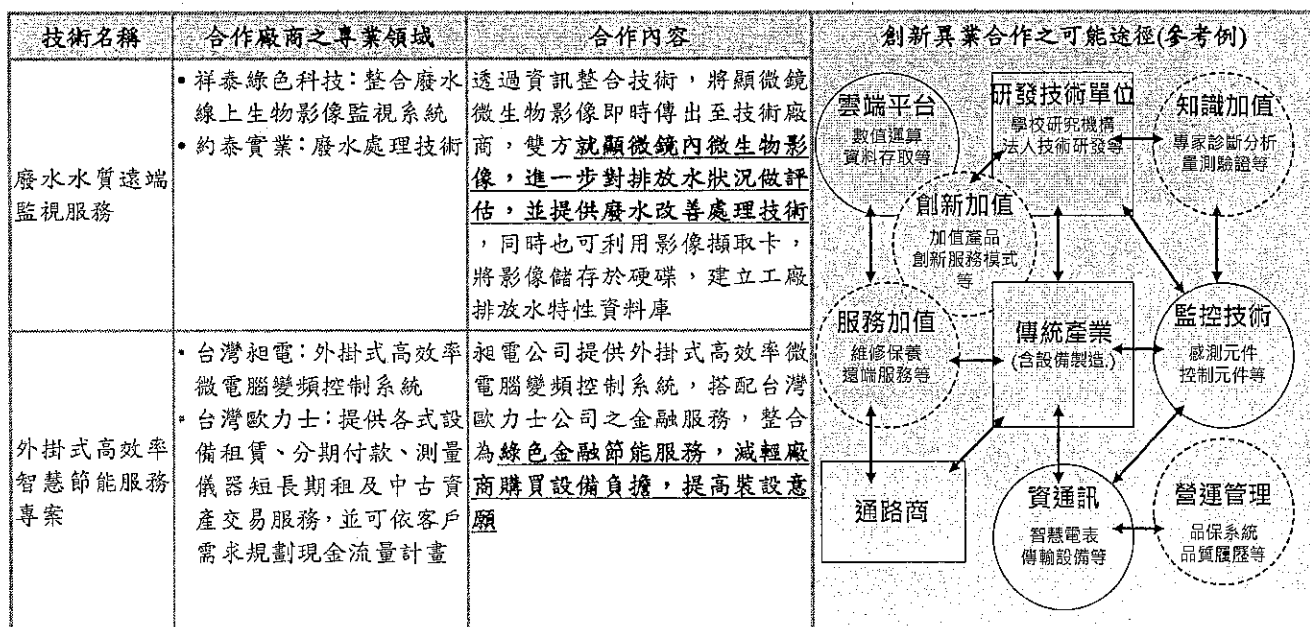 技術名稱
合作廠商之專業領域
合作內容
創新異業合作之可能途徑(參考例)
廢水水質遠端
監視服務
• 祥泰綠色科技：整合廢水
線上生物影像監視系統
• 約泰實業：廢水處理技術
透過資訊整合技術，將顯微鏡
微生物影像即時傳出至技術廠
商，雙方就顯微鏡內微生物影
像，進一步對排放水狀況做評
估，並提供廢水改善處理技術
，同時也可利用影像擷取卡，
將影像儲存於硬碟，建立工廠
排放水特性資料庫
外掛式高效率
智慧節能服務
專案
• 台灣昶電：外掛式高效率
微電腦變頻控制系統
• 台灣歐力士：提供各式設
備租賃、分期付款、測量
儀器短長期租及中古資
產交易服務，並可依客戶
需求規劃現金流量計畫
昶電公司提供外掛式高效率微
電腦變頻控制系統，搭配台灣
歐力士公司之金融服務，整合
為綠色金融節能服務，減輕廠
商購買設備負擔，提高裝設意
願
雲端平台
數值運算
資料存取等
研發技術單位
學校研究機構
法人技術研發等
知識加值
專家診斷分析
量測驗證等
創新加值
加值產品
創新服務模式
等
服務加值
維修保養
遠端服務等
傳統產業
(含設備製造.)
監控技術
感測元件
控制元件等
通路商
資通訊
智慧電表
傳輸設備等
營運管理
品保系統
品質履歷等